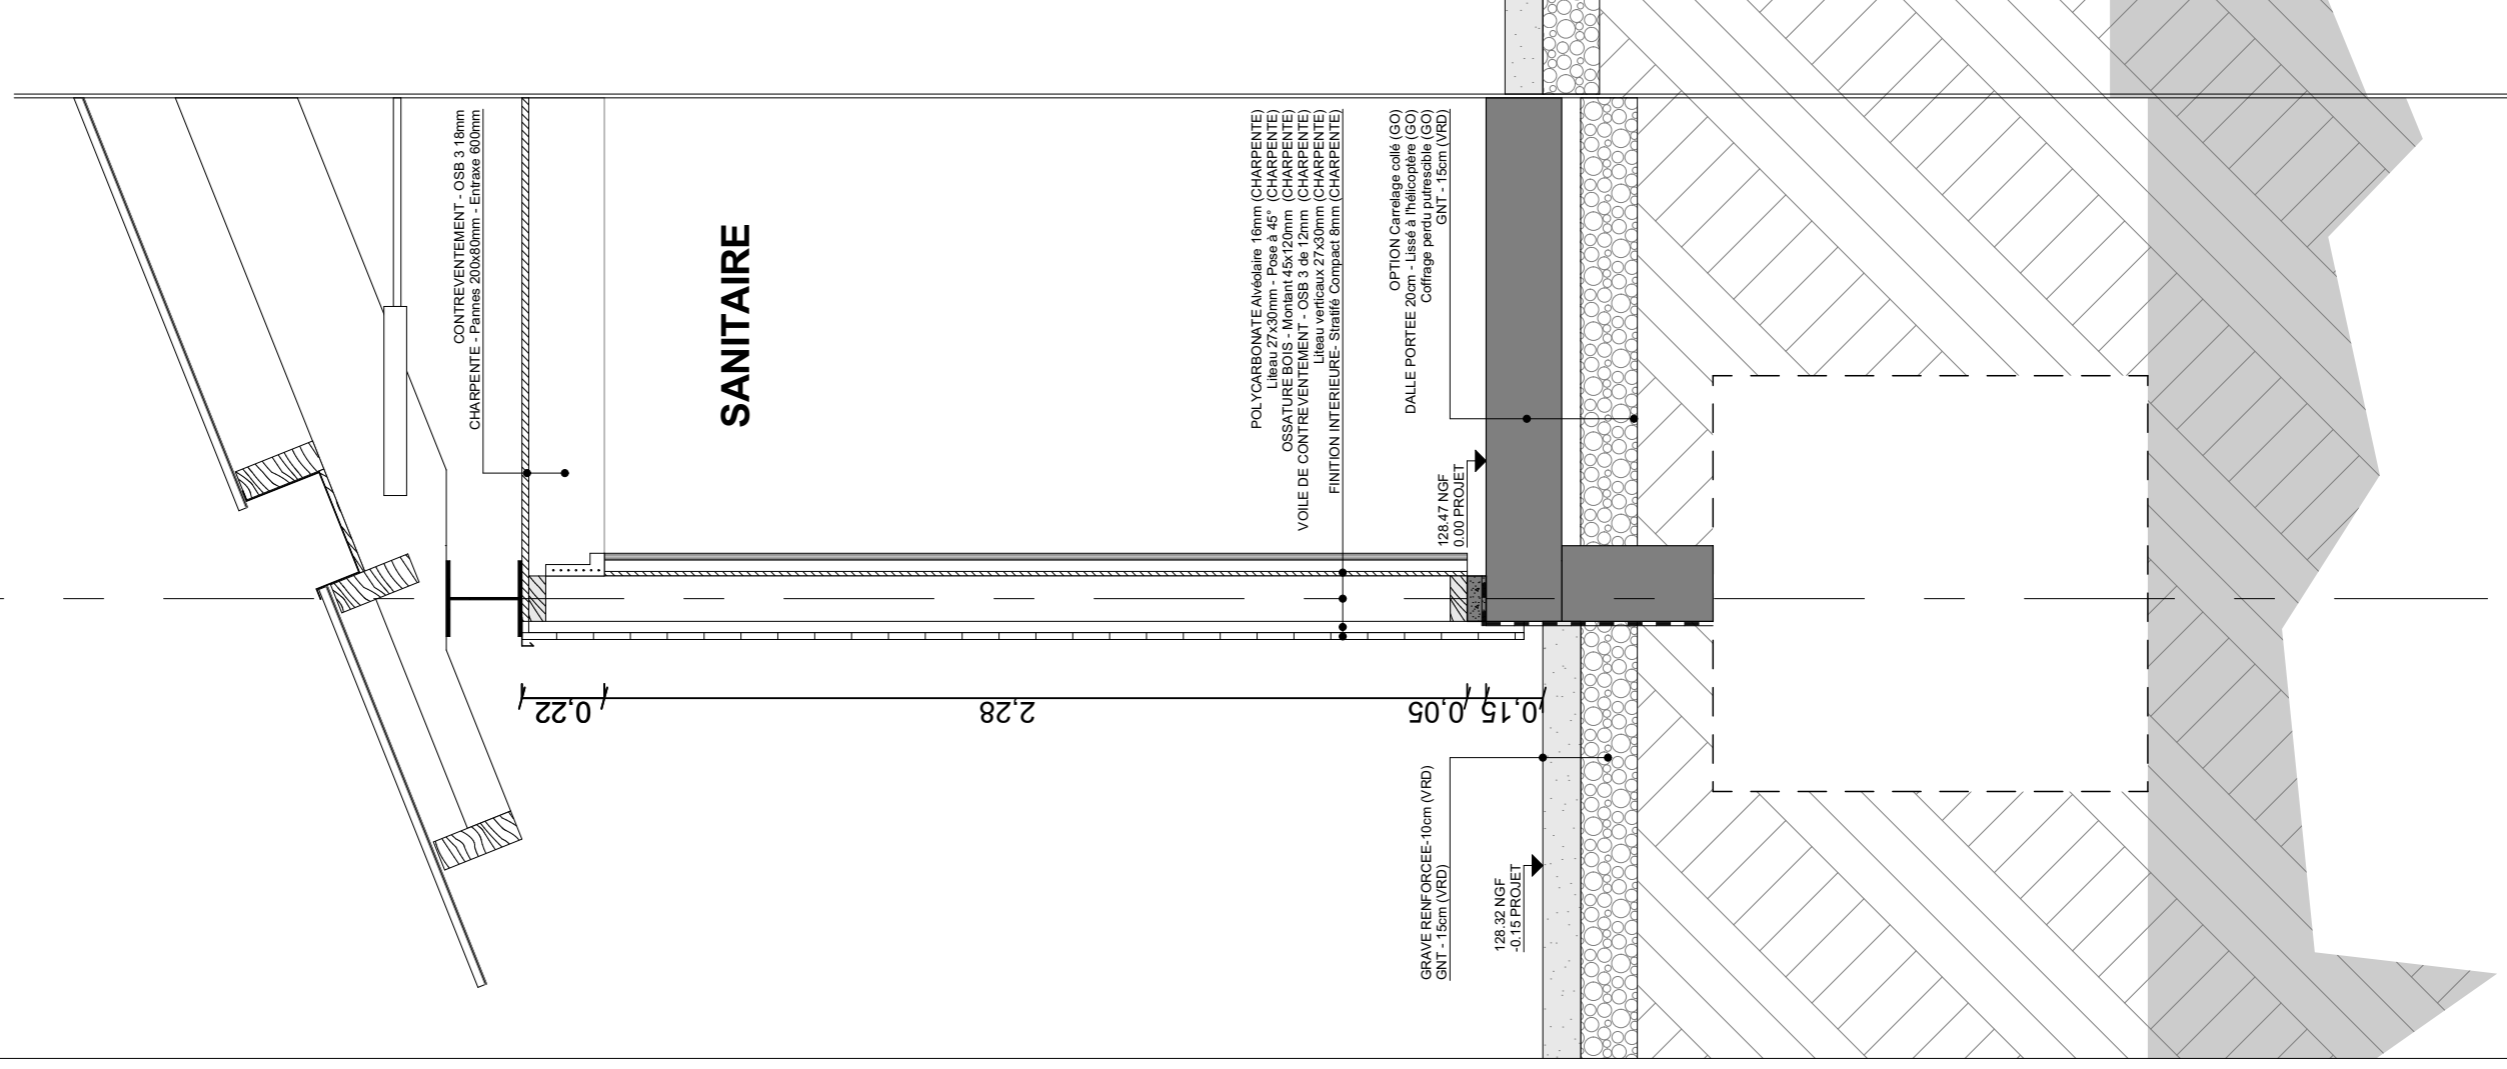 CONTREVENTEMENT - OSB 3 18mm
CHARPENTE - Pannes 200x80mm - Entraxe 600mm
SANITAIRE
POLYCARBONATE Alvéolaire 16mm (CHARPENTE)
Liteau 27x30mm - Pose à 45° (CHARPENTE)
OSSATURE BOIS - Montant 45x120mm (CHARPENTE)
VOILE DE CONTREVENTEMENT - OSB 3 de 12mm (CHARPENTE)
Liteau verticaux 27x30mm (CHARPENTE)
FINITION INTERIEURE- Stratifié Compact 8mm (CHARPENTE)
OPTION Carrelage collé (GO)
DALLE PORTEE 20cm - Lissé à l'hélicoptère (GO)
Coffrage perdu putrescible (GO)
GNT - 15cm (VRD)
128.47 NGF
0.00 PROJET
0,22
2,28
0,05
0,15
GRAVE RENFORCEE-10cm (VRD)
GNT - 15cm (VRD)
128.32 NGF
-0.15 PROJET